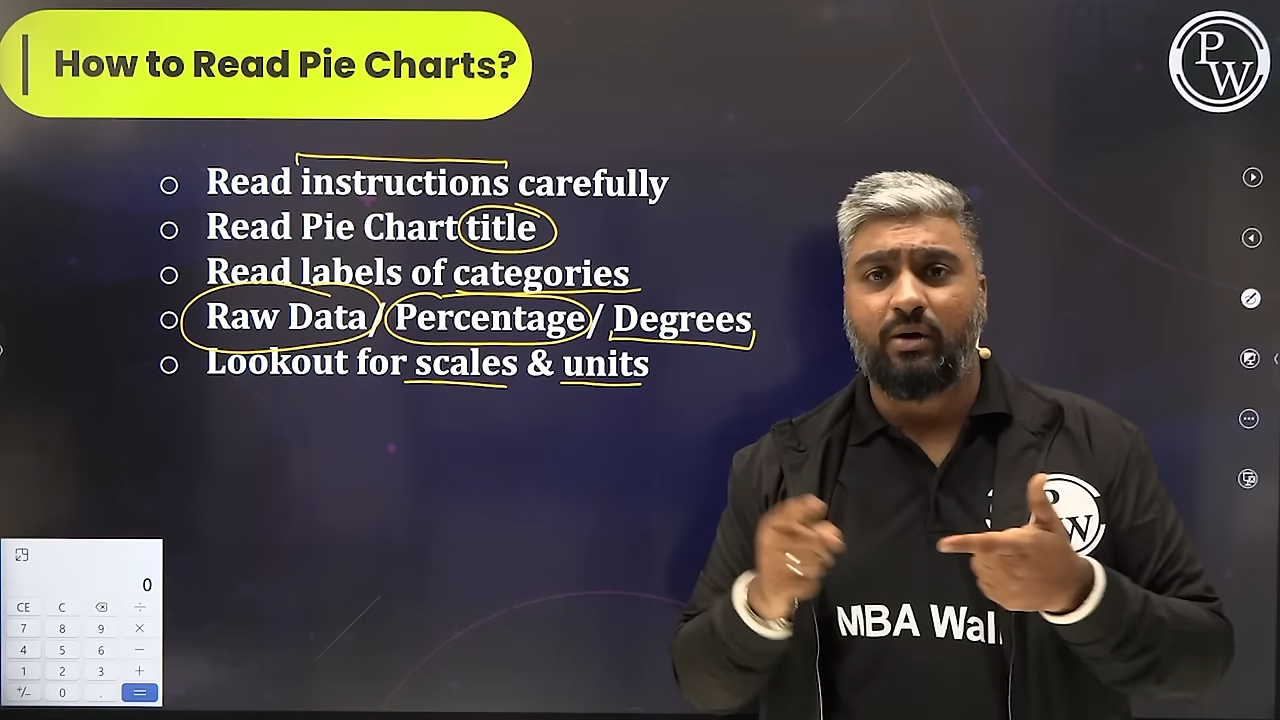 How to Read Pie Charts?
PW
Read instructions carefully
Read Pie Chart title
Read labels of categories
Raw Data/ Percentage/ Degrees
Lookout for scales & units
0
CE C ÷
7 8 9 ×
4 5 6 −
1 2 3 +
+/− 0 . =
PW
MBA Wal